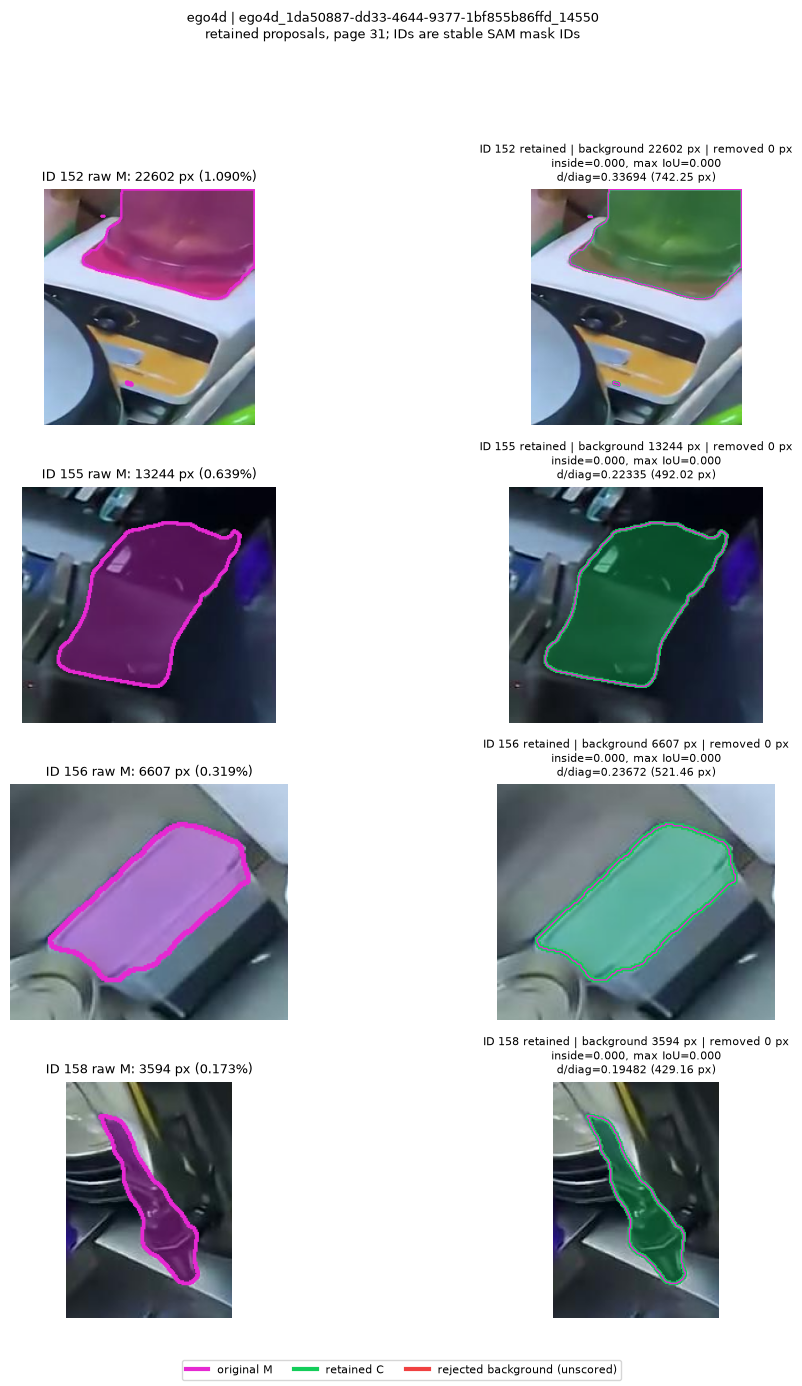 ego4d | ego4d_1da50887-dd33-4644-9377-1bf855b86ffd_14550
retained proposals, page 31; IDs are stable SAM mask IDs
ID 152 raw M: 22602 px (1.090%)
ID 152 retained | background 22602 px | removed 0 px
inside=0.000, max IoU=0.000
d/diag=0.33694 (742.25 px)
ID 155 raw M: 13244 px (0.639%)
ID 155 retained | background 13244 px | removed 0 px
inside=0.000, max IoU=0.000
d/diag=0.22335 (492.02 px)
ID 156 raw M: 6607 px (0.319%)
ID 156 retained | background 6607 px | removed 0 px
inside=0.000, max IoU=0.000
d/diag=0.23672 (521.46 px)
ID 158 raw M: 3594 px (0.173%)
ID 158 retained | background 3594 px | removed 0 px
inside=0.000, max IoU=0.000
d/diag=0.19482 (429.16 px)
original M
retained C
rejected background (unscored)